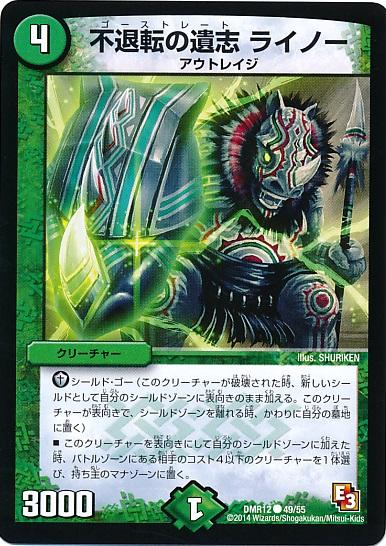 4
ゴーストレート
不退転の遺志 ライノー
アウトレイジ
Illus. SHURIKEN
クリーチャー
シールド・ゴー(このクリーチャーが破壊された時、新しいシー
ルドとして自分のシールドゾーンに表向きのまま加える。このクリー
チャーが表向きで、シールドゾーンを離れる時、かわりに自分の墓地
に置く)
■ このクリーチャーを表向きにして自分のシールドゾーンに加えた
時、バトルゾーンにある相手のコスト4以下のクリーチャーを1体選
び、持ち主のマナゾーンに置く。
3000
1
E3
DMR12 ● 49/55
©2014 Wizards/Shogakukan/Mitsui-Kids